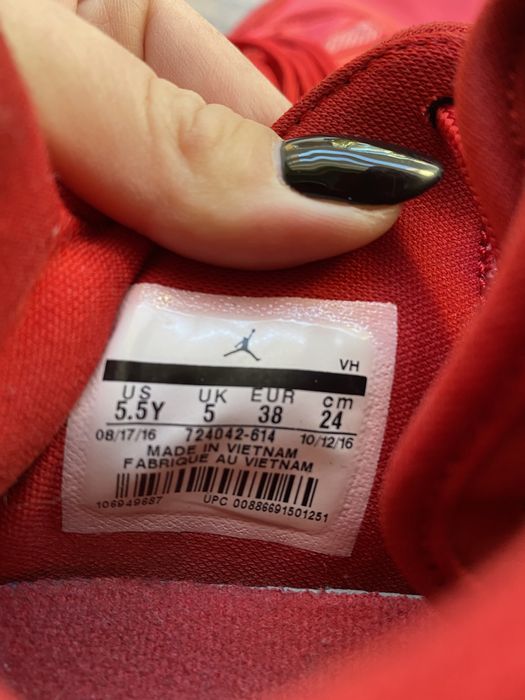 VH
US UK EUR cm
5.5Y 5 38 24
08/17/16 724042-614 10/12/16
MADE IN VIETNAM
FABRIQUE AU VIETNAM
106949687 UPC 00886691501251